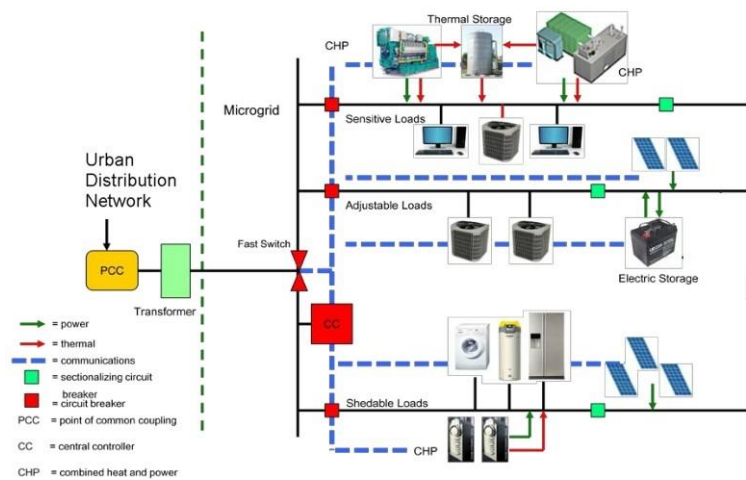 Thermal Storage
CHP
CHP
Microgrid
Sensitive Loads
Urban
Distribution
Network
Adjustable Loads
Fast Switch
PCC
Electric Storage
Transformer
= power
= thermal
CC
= communications
= sectionalizing circuit
breaker
= circuit breaker
Shedable Loads
PCC = point of common coupling
CC = central controller
CHP
CHP = combined heat and power